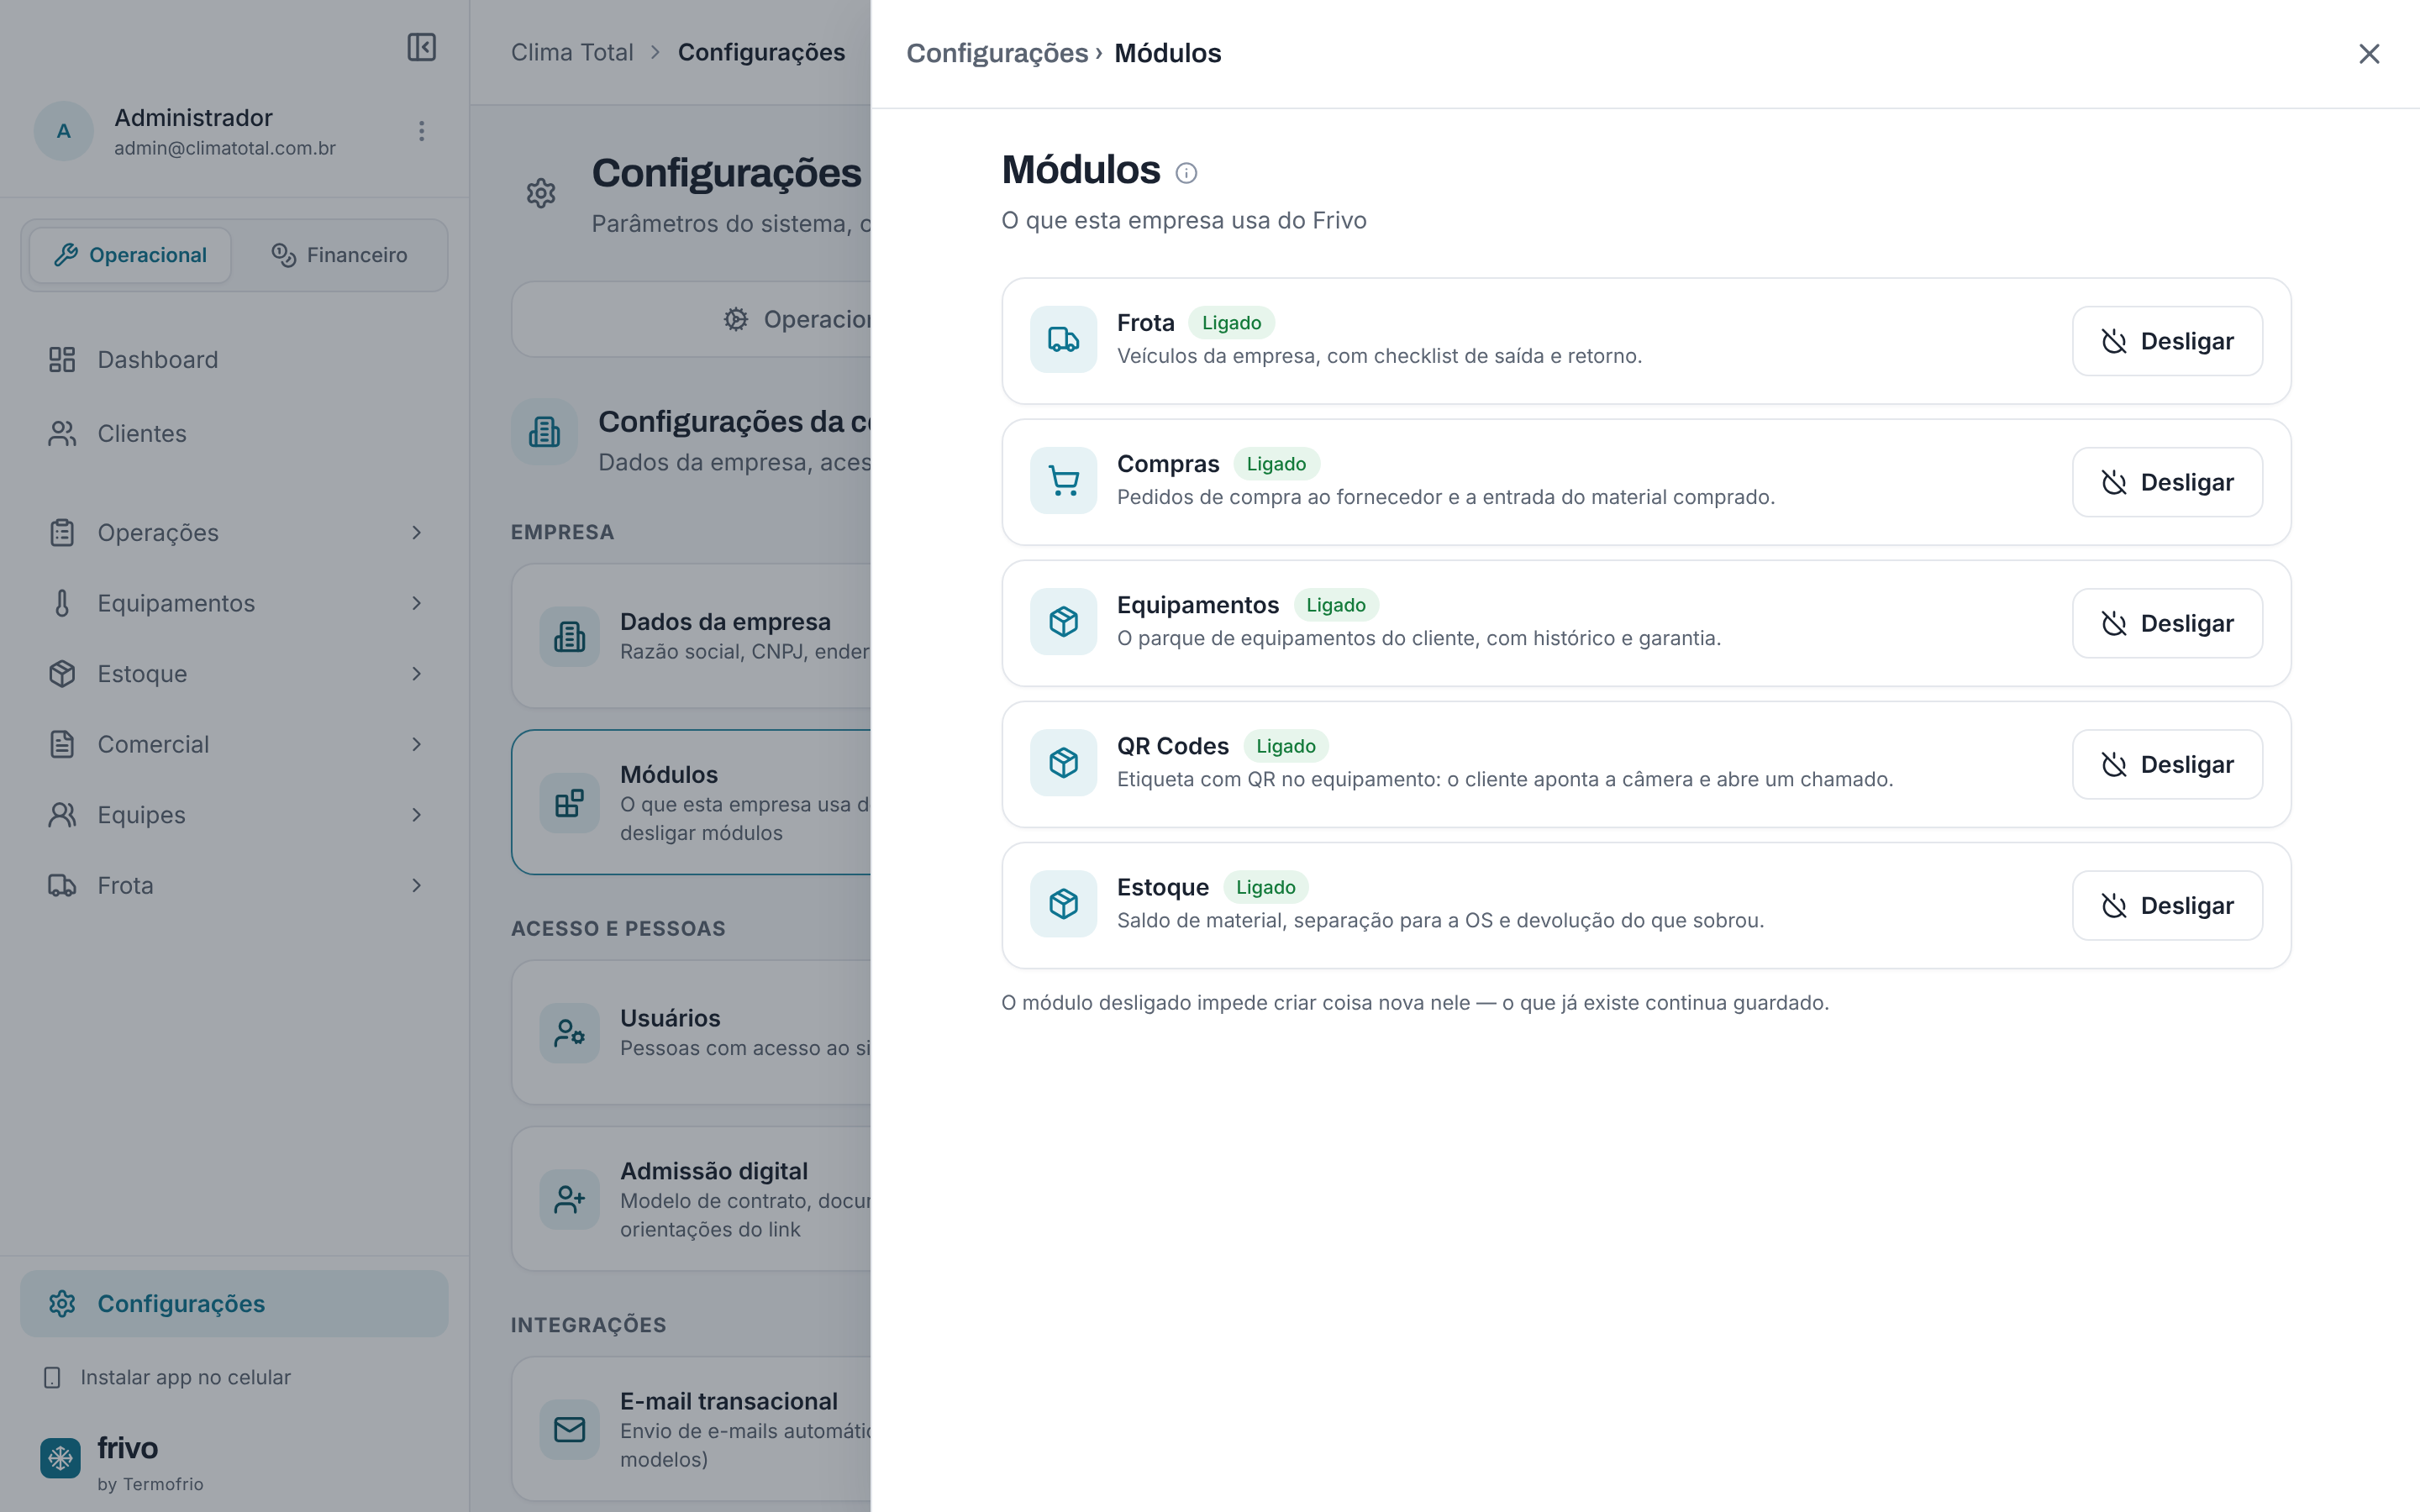 A
Administrador
admin@climatotal.com.br
Operacional
Financeiro
Dashboard
Clientes
Operações
Equipamentos
Estoque
Comercial
Equipes
Frota
Configurações
Instalar app no celular
frivo
by Termofrio
Clima Total > Configurações
Configurações
Parâmetros do sistema,
Configurações da
Dados da empresa,
EMPRESA
Dados da empresa
Razão social, CNPJ,
Módulos
O que esta empresa usa
desligar módulos
ACESSO E PESSOAS
Usuários
Pessoas com acesso ao
Admissão digital
Modelo de contrato,
orientações do link
INTEGRAÇÕES
E-mail transacional
Envio de e-mails
modelos)
Configurações › Módulos
Módulos
O que esta empresa usa do Frivo
Frota Ligado
Veículos da empresa, com checklist de saída e retorno.
Desligar
Compras Ligado
Pedidos de compra ao fornecedor e a entrada do material comprado.
Desligar
Equipamentos Ligado
O parque de equipamentos do cliente, com histórico e garantia.
Desligar
QR Codes Ligado
Etiqueta com QR no equipamento: o cliente aponta a câmera e abre um chamado.
Desligar
Estoque Ligado
Saldo de material, separação para a OS e devolução do que sobrou.
Desligar
O módulo desligado impede criar coisa nova nele — o que já existe continua guardado.